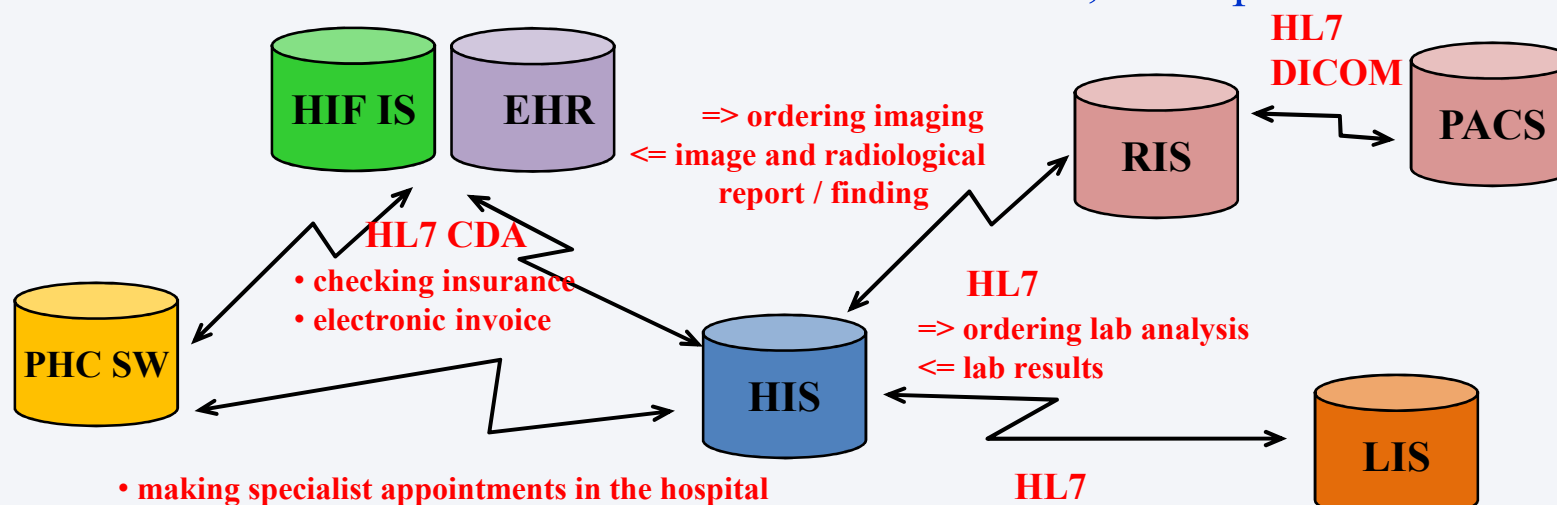 HL7
DICOM
HIF IS
EHR
=> ordering imaging
<= image and radiological
report / finding
RIS
PACS
HL7 CDA
• checking insurance
• electronic invoice
HL7
=> ordering lab analysis
<= lab results
PHC SW
HIS
LIS
• making specialist appointments in the hospital
HL7